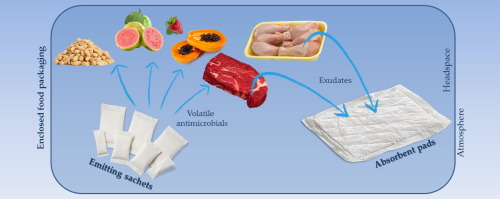 Enclosed food packaging
Headspace
Atmosphere
Exudates
Volatile
antimicrobials
Emitting sachets
Absorbent pads